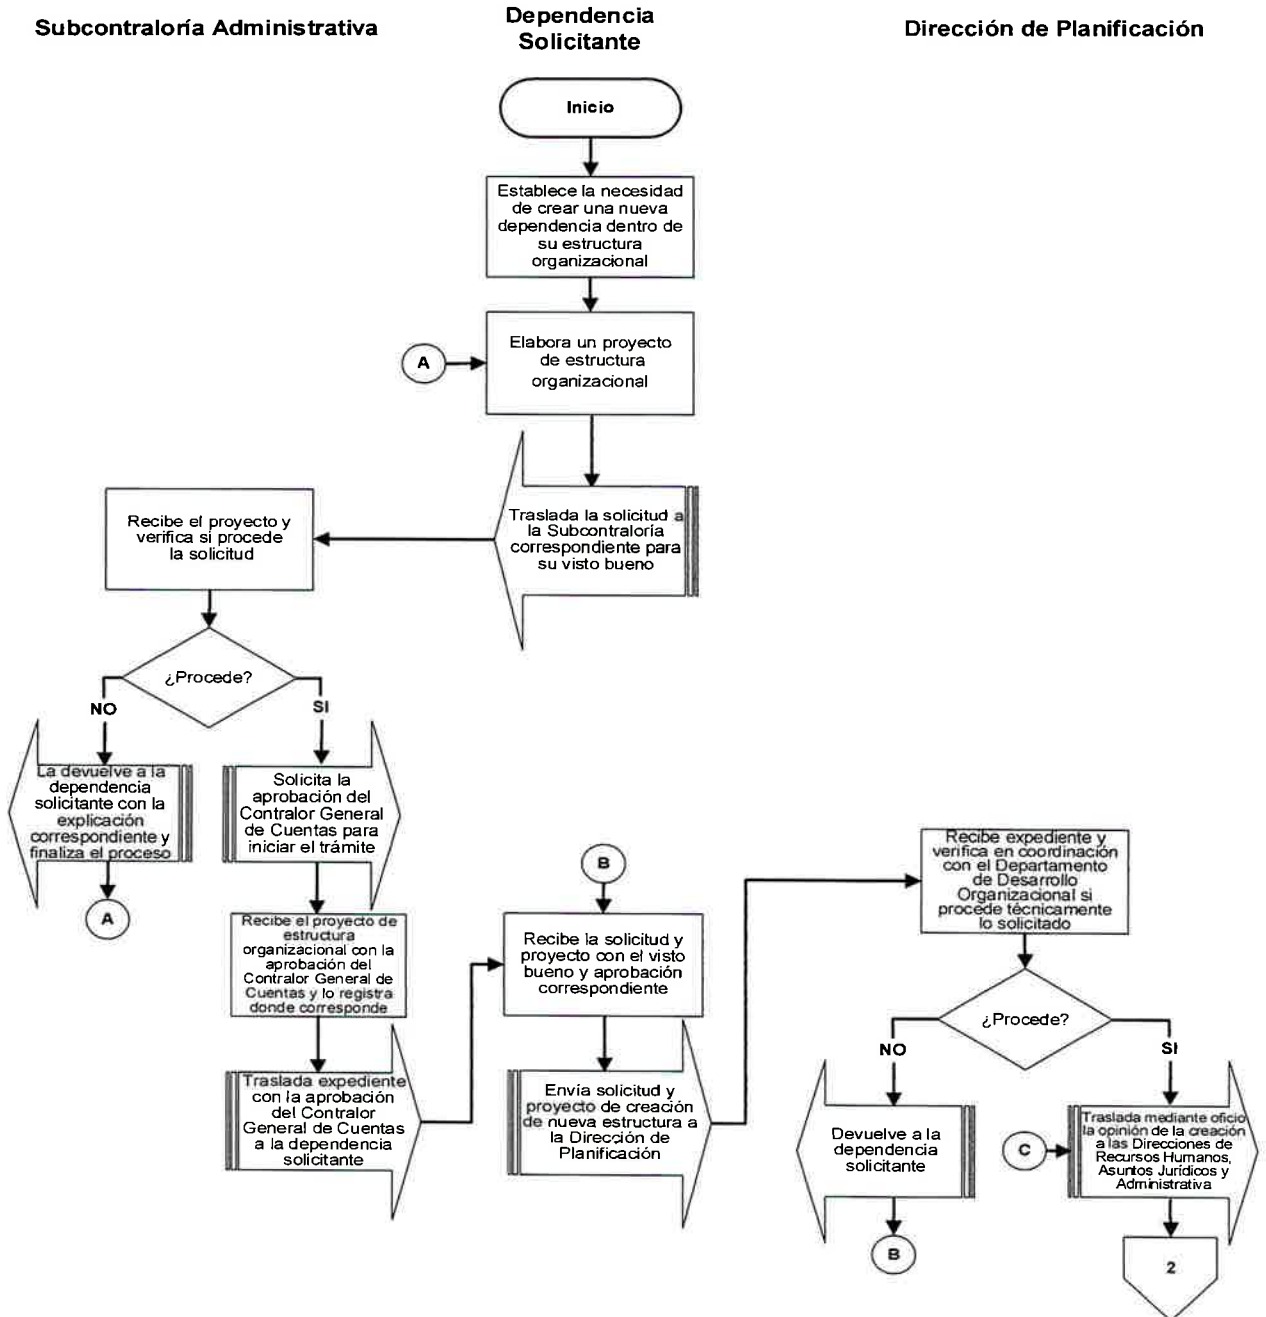 Subcontraloría Administrativa
Dependencia
Solicitante
Dirección de Planificación
Inicio
Establece la necesidad
de crear una nueva
dependencia dentro de
su estructura
organizacional
A
Elabora un proyecto
de estructura
organizacional
Traslada la solicitud a
la Subcontraloría
correspondiente para
su visto bueno
Recibe el proyecto y
verifica si procede
la solicitud
¿Procede?
NO
SI
La devuelve a la
dependencia
solicitante con la
explicación
correspondiente y
finaliza el proceso
A
Solicita la
aprobación del
Contralor General
de Cuentas para
iniciar el trámite
Recibe el proyecto de
estructura
organizacional con la
aprobación del
Contralor General de
Cuentas y lo registra
donde corresponde
Traslada expediente
con la aprobación
del Contralor
General de Cuentas
a la dependencia
solicitante
B
Recibe la solicitud y
proyecto con el visto
bueno y aprobación
correspondiente
Envía solicitud y
proyecto de creación
de nueva estructura a
la Dirección de
Planificación
Recibe expediente y
verifica en coordinación
con el Departamento
de Desarrollo
Organizacional si
procede técnicamente
lo solicitado
¿Procede?
NO
SI
Devuelve a la
dependencia
solicitante
B
C
Traslada mediante oficio
la opinión de la creación
a las Direcciones de
Recursos Humanos,
Asuntos Jurídicos y
Administrativa
2